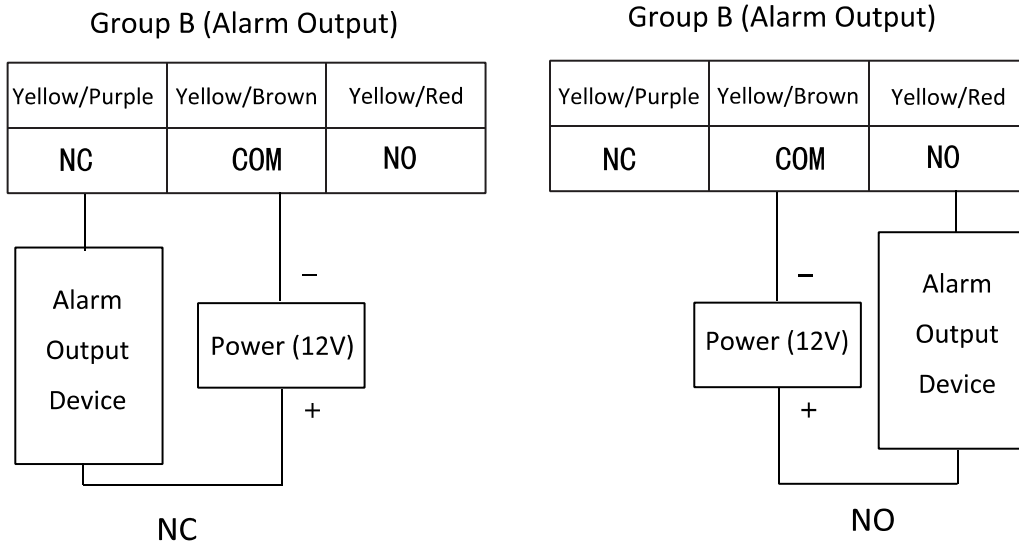 Group B (Alarm Output)
Yellow/Purple Yellow/Brown Yellow/Red
NC COM NO
Alarm
Output
Device
–
Power (12V)
+
NC
Group B (Alarm Output)
Yellow/Purple Yellow/Brown Yellow/Red
NC COM NO
–
Power (12V)
+
Alarm
Output
Device
NO